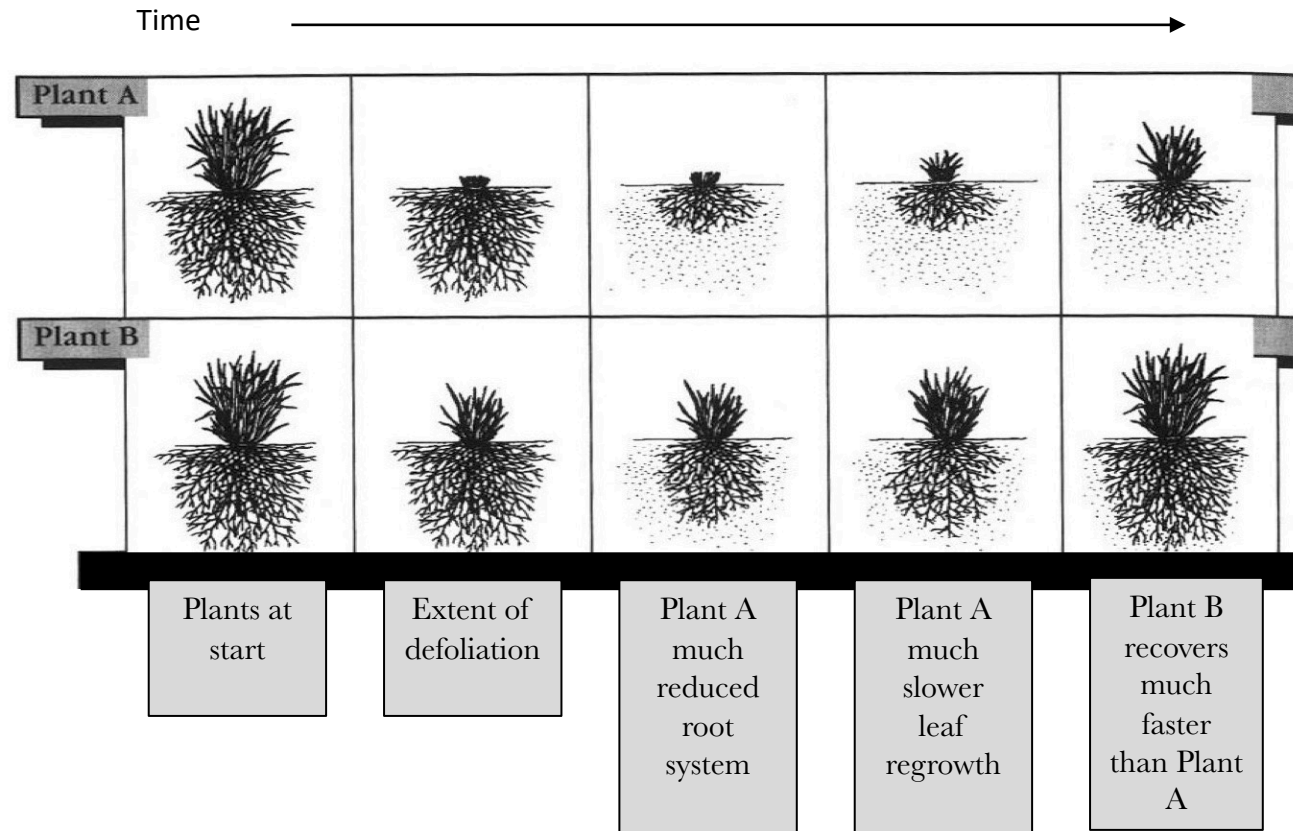 Time
Plant A
Plant B
Plants at
start
Extent of
defoliation
Plant A
much
reduced
root
system
Plant A
much
slower
leaf
regrowth
Plant B
recovers
much
faster
than Plant
A